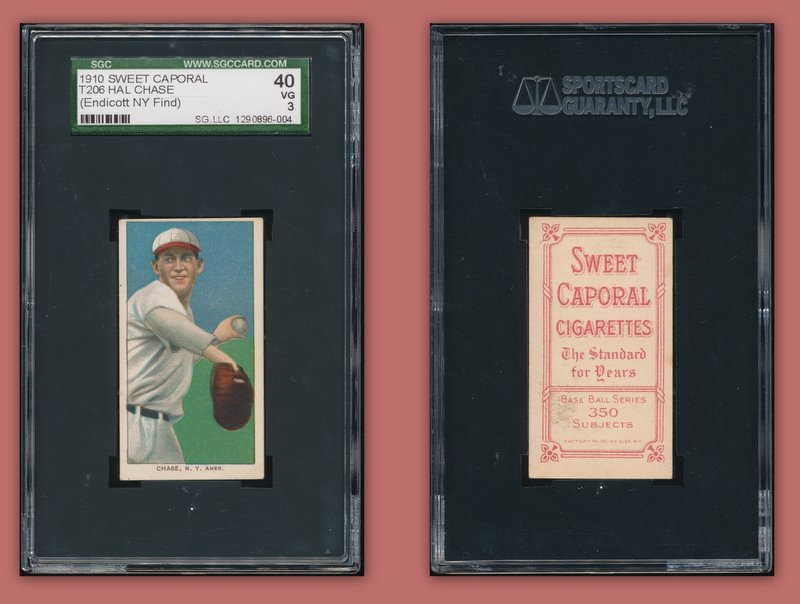 SGC WWW.SGCCARD.COM
1910 SWEET CAPORAL 40
T206 HAL CHASE VG
(Endicott NY Find) 3
SG, LLC 1290896-004
CHASE, N. Y. AMER.
SPORTSCARD
GUARANTY, LLC
SWEET
CAPORAL
CIGARETTES
The Standard
for Years
BASE BALL SERIES
350
SUBJECTS